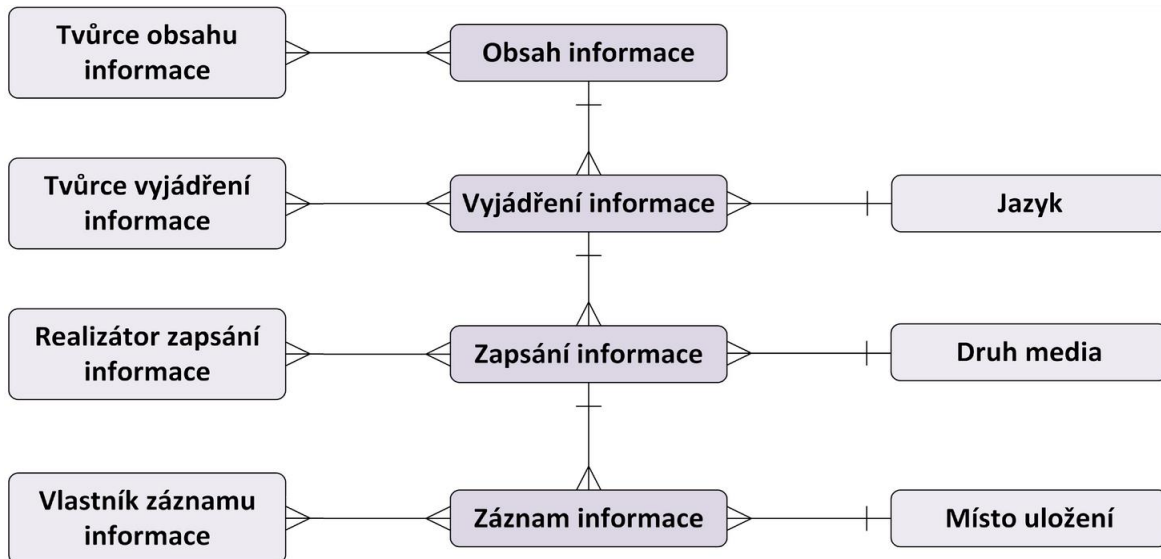 Tvůrce obsahu
informace
Obsah informace
Tvůrce vyjádření
informace
Vyjádření informace
Jazyk
Realizátor zapsání
informace
Zapsání informace
Druh media
Vlastník záznamu
informace
Záznam informace
Místo uložení